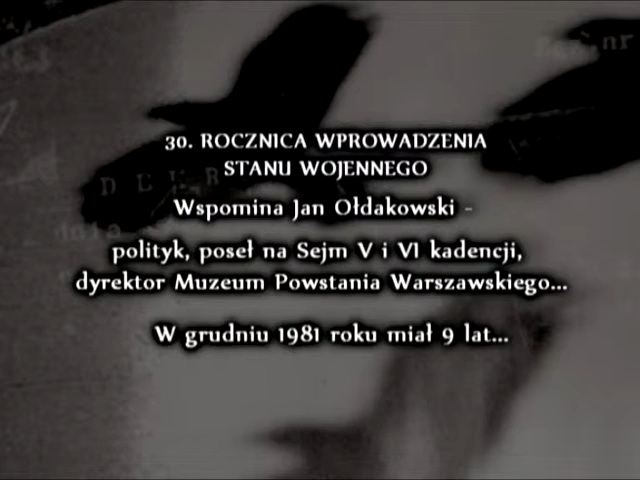 30. ROCZNICA WPROWADZENIA
STANU WOJENNEGO
Wspomina Jan Ołdakowski -
polityk, poseł na Sejm V i VI kadencji,
dyrektor Muzeum Powstania Warszawskiego...
W grudniu 1981 roku miał 9 lat...